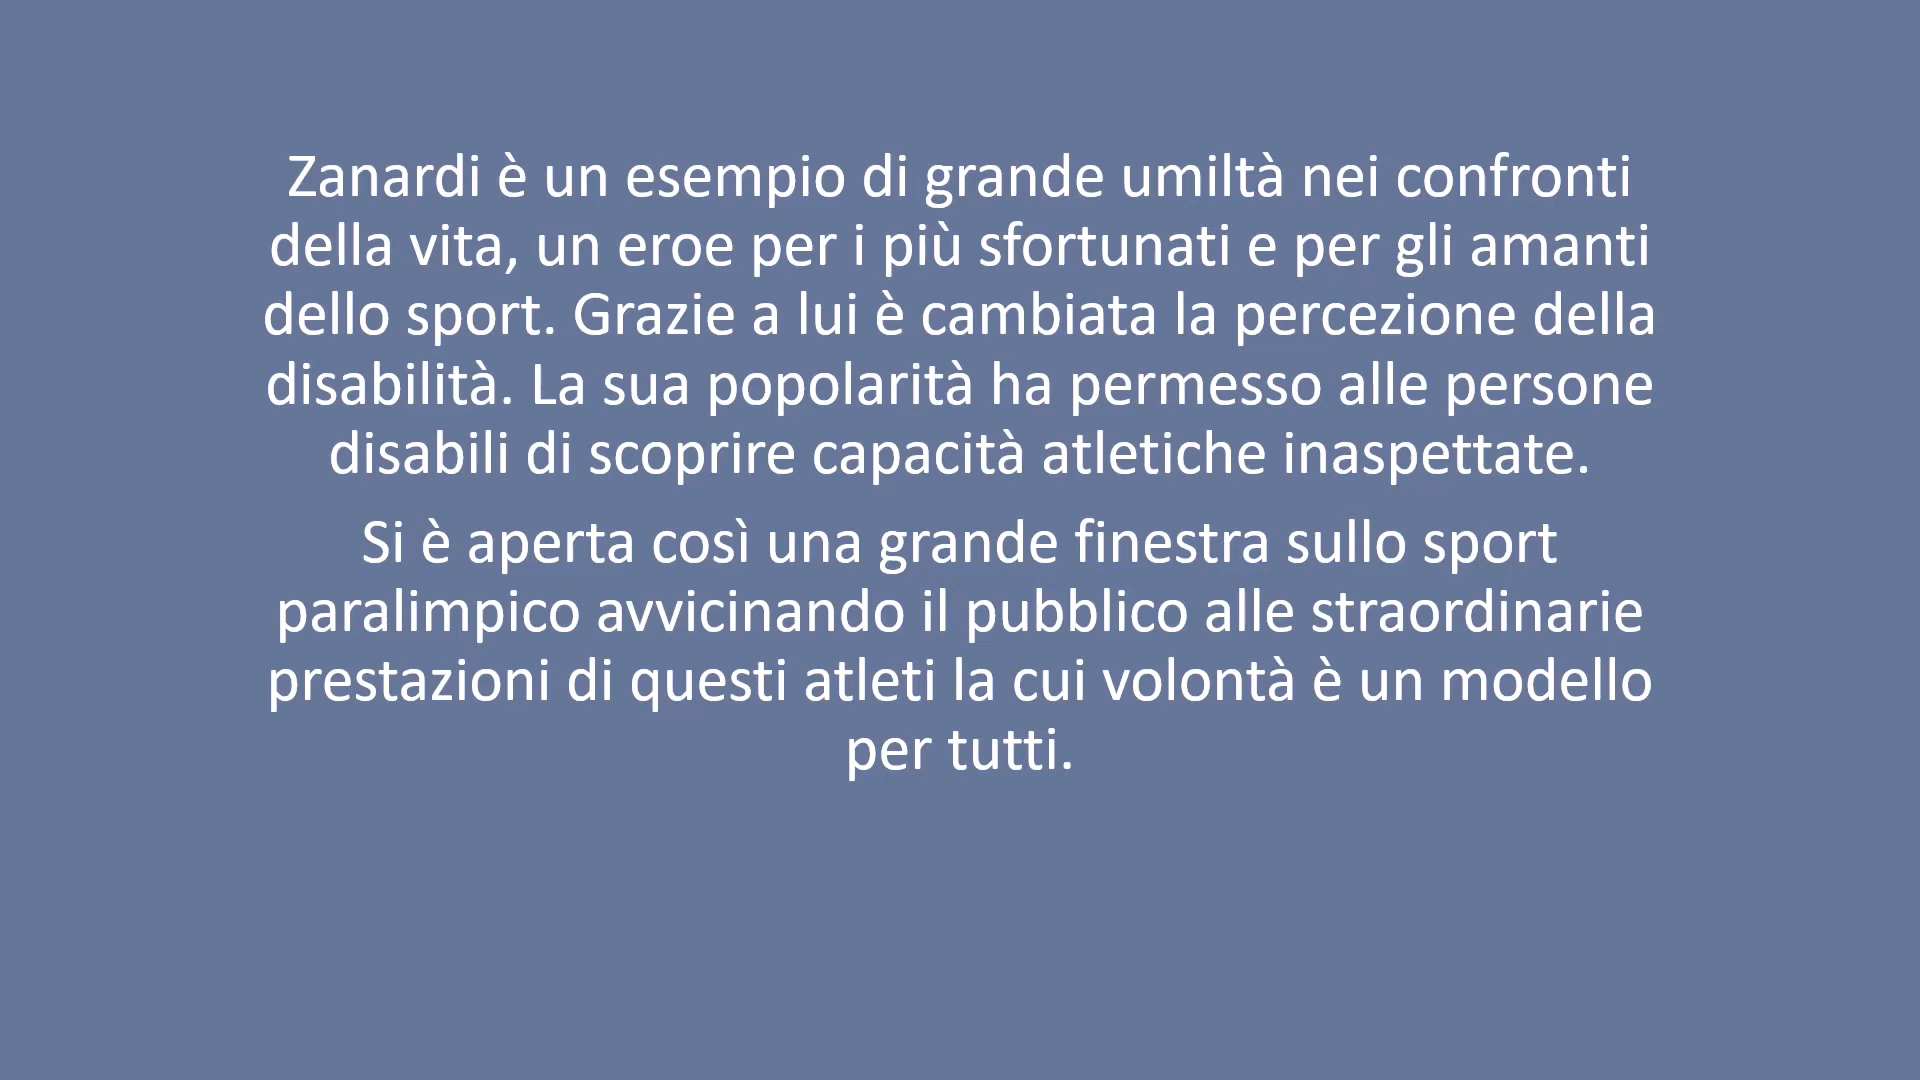 Zanardi è un esempio di grande umiltà nei confronti
della vita, un eroe per i più sfortunati e per gli amanti
dello sport. Grazie a lui è cambiata la percezione della
disabilità. La sua popolarità ha permesso alle persone
disabili di scoprire capacità atletiche inaspettate.
Si è aperta così una grande finestra sullo sport
paralimpico avvicinando il pubblico alle straordinarie
prestazioni di questi atleti la cui volontà è un modello
per tutti.